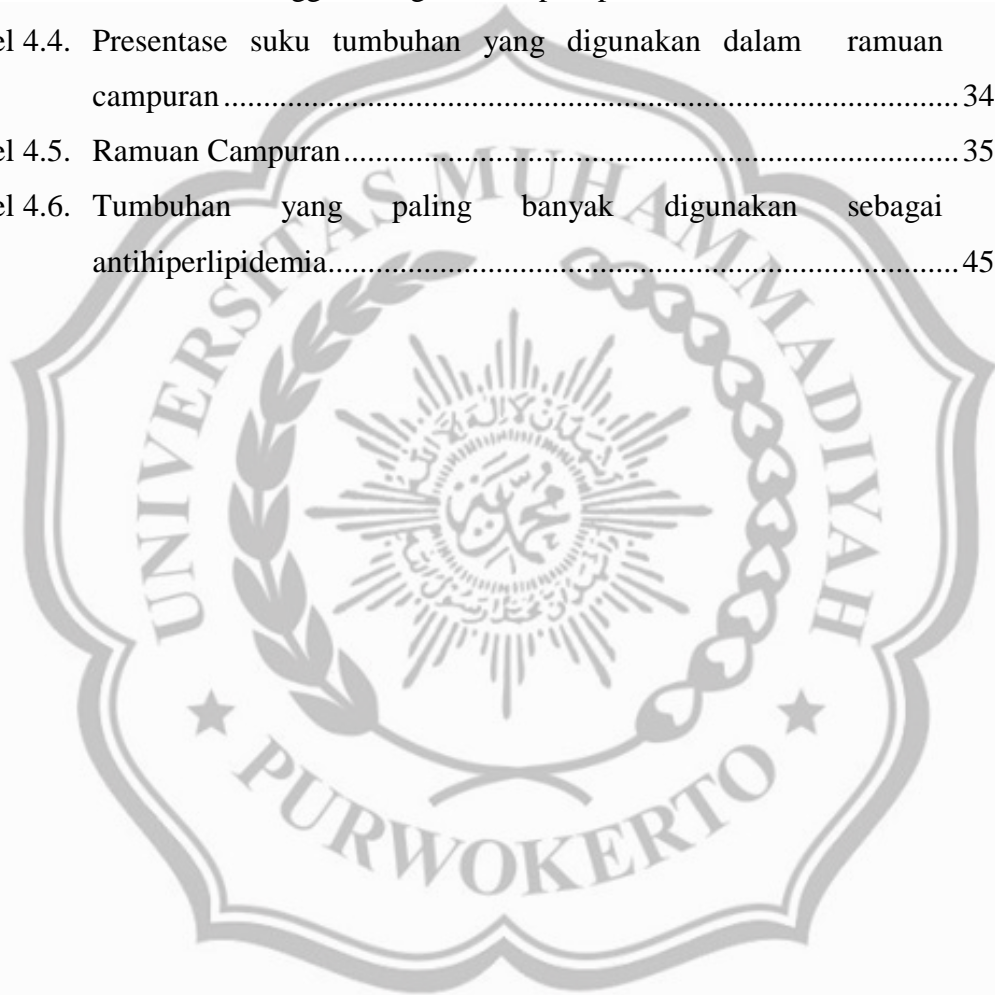 el 4.4. Presentase suku tumbuhan yang digunakan dalam ramuan
campuran.......................................................................................... 34
el 4.5. Ramuan Campuran........................................................................... 35
el 4.6. Tumbuhan yang paling banyak digunakan sebagai
antihiperlipidemia............................................................................. 45
UNIVERSITAS MUHAMMADIYAH
PURWOKERTO